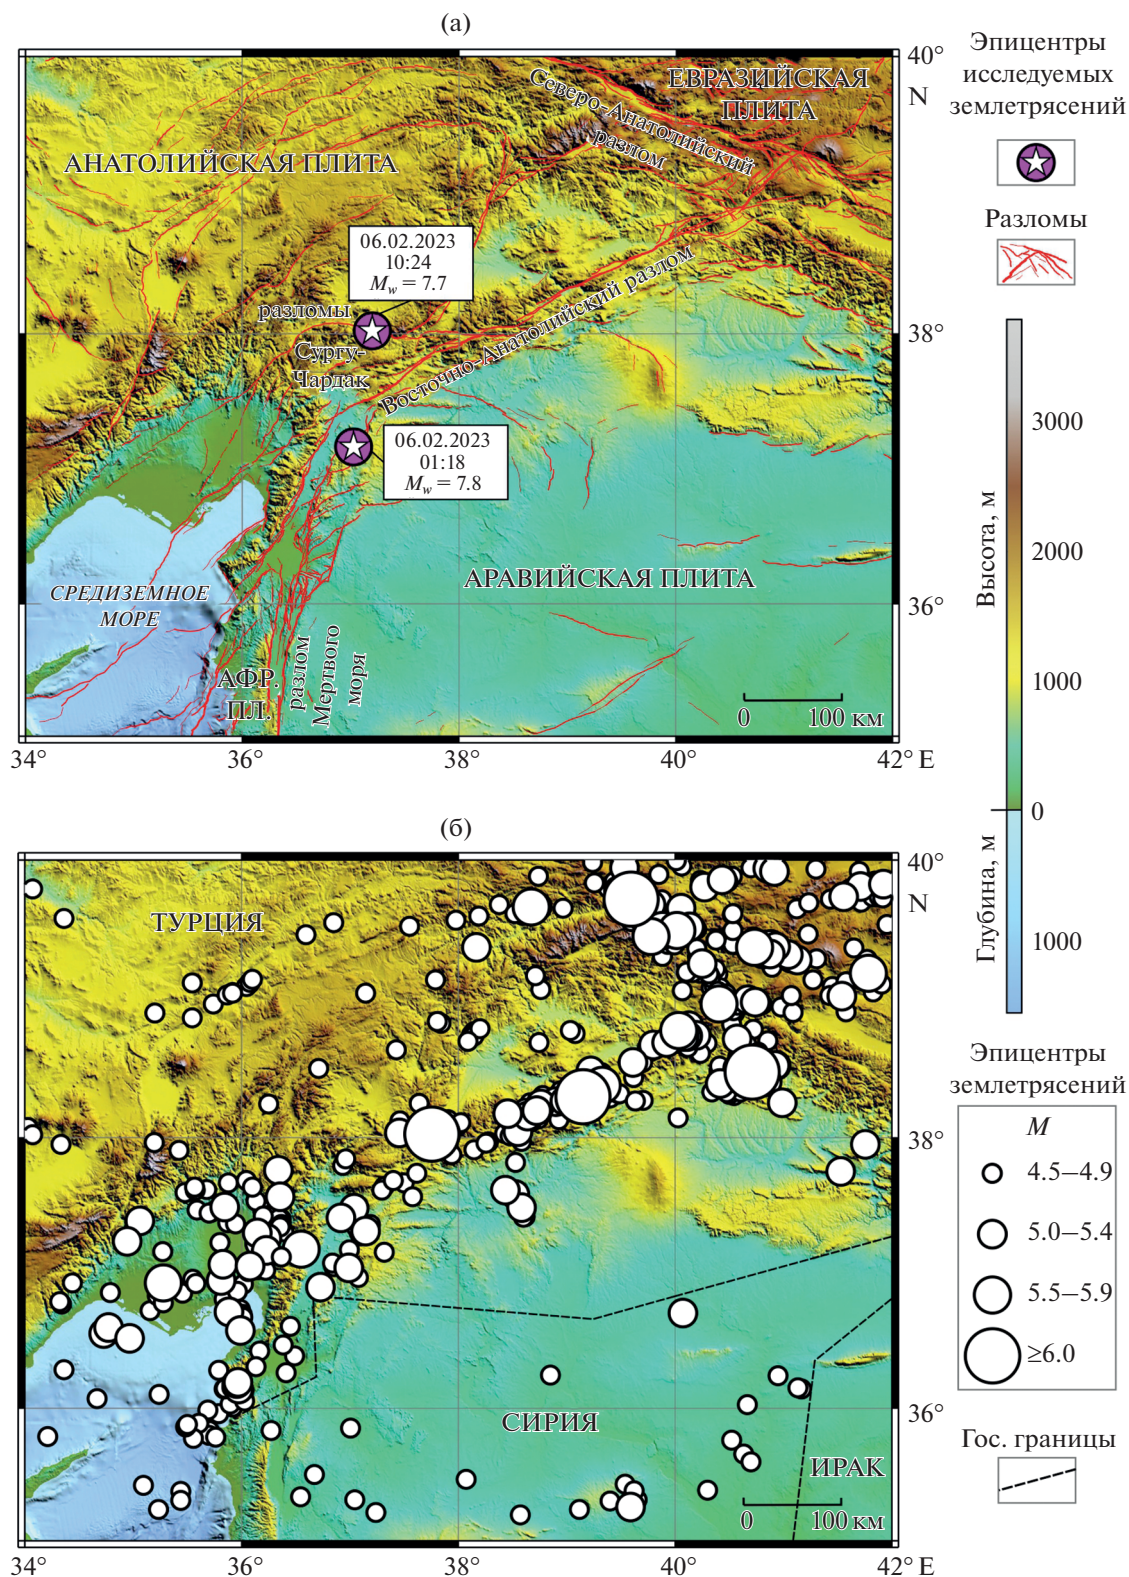 (а)
40°
N
38°
36°
34°
36°
38°
40°
42° E
ЕВРАЗИЙСКАЯ
ПЛИТА
Северо-Анатолийский
разлом
АНАТОЛИЙСКАЯ ПЛИТА
06.02.2023
10:24
Mw = 7.7
разломы
Сургу-
Чардак
Восточно-Анатолийский разлом
06.02.2023
01:18
Mw = 7.8
АРАВИЙСКАЯ ПЛИТА
СРЕДИЗЕМНОЕ
МОРЕ
АФР.
ПЛ.
разлом
Мертвого
моря
0 100 км
Эпицентры
исследуемых
землетрясений
Разломы
Высота, м
3000
2000
1000
0
Глубина, м
1000
(б)
40°
N
38°
36°
34°
36°
38°
40°
42° E
ТУРЦИЯ
СИРИЯ
ИРАК
0 100 км
Эпицентры
землетрясений
M
4.5–4.9
5.0–5.4
5.5–5.9
≥6.0
Гос. границы